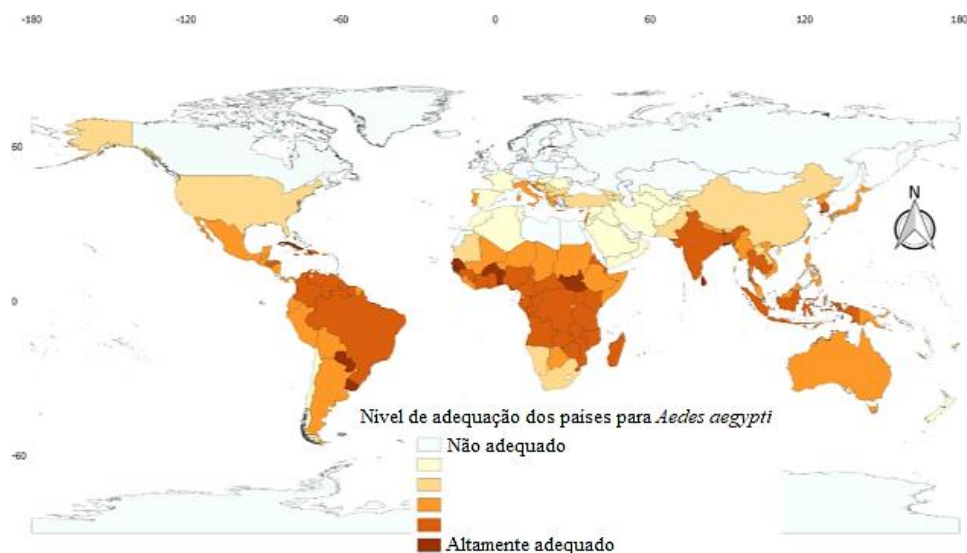 -180 -120 -60 0 60 120 180
60
N
0
Nível de adequação dos países para Aedes aegypti
Não adequado
-60
Altamente adequado